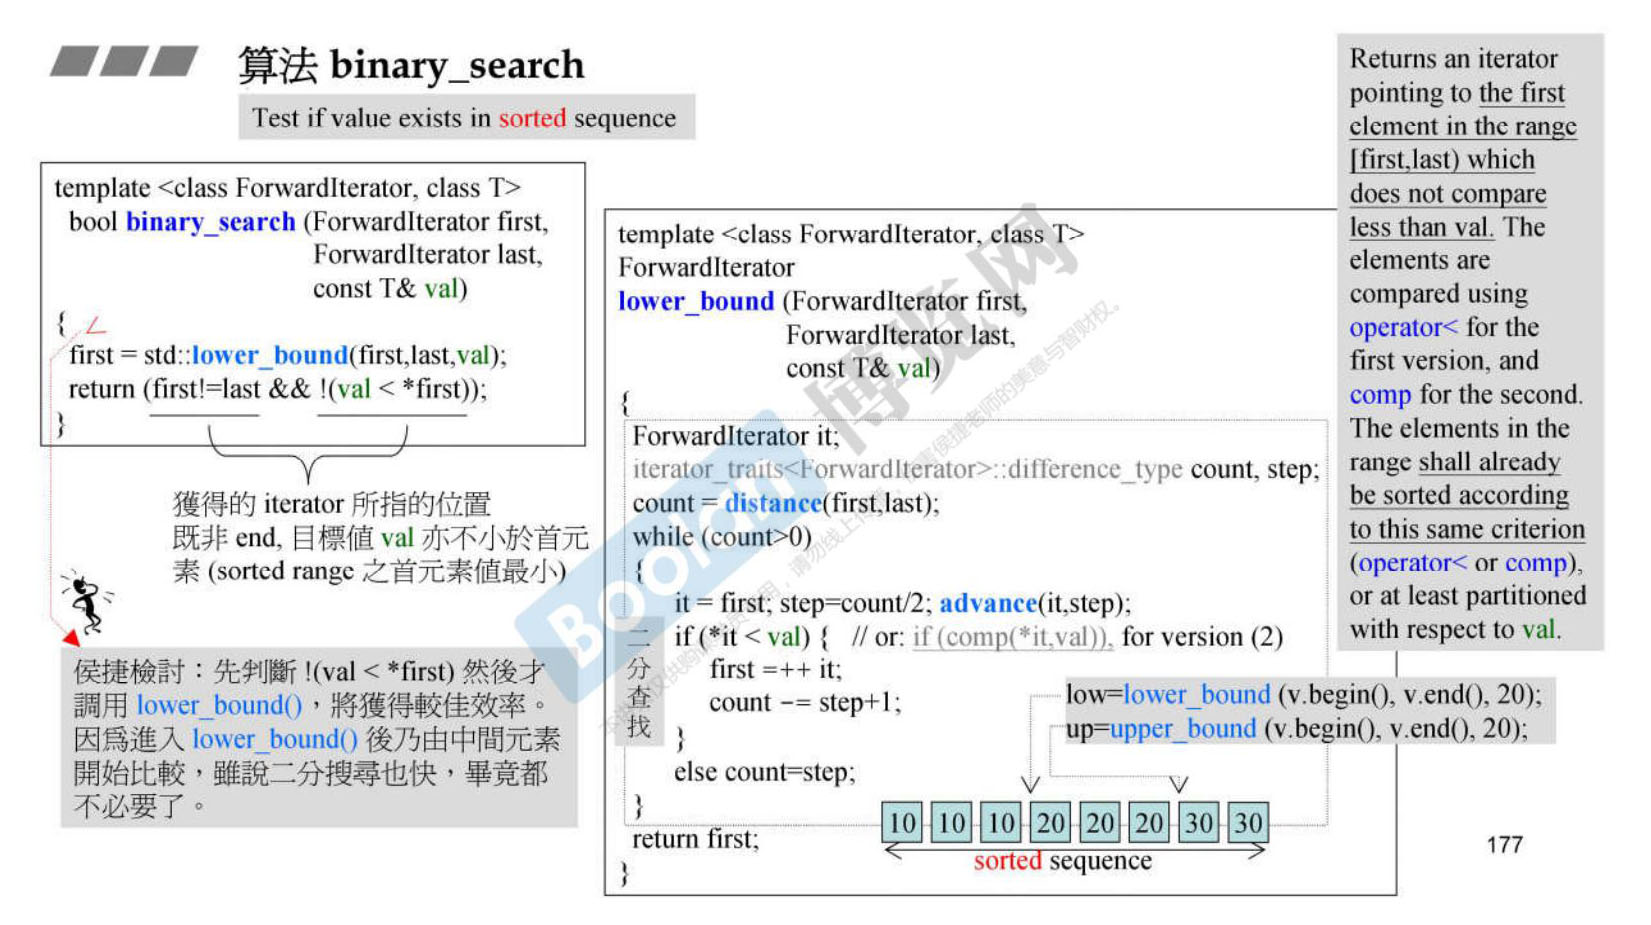 算法 binary_search
Test if value exists in sorted sequence
template <class ForwardIterator, class T>
bool binary_search (ForwardIterator first,
ForwardIterator last,
const T& val)
{
first = std::lower_bound(first,last,val);
return (first!=last && !(val < *first));
}
獲得的 iterator 所指的位置
既非 end, 目標值 val 亦不小於首元
素 (sorted range 之首元素值最小)
侯捷檢討：先判斷 !(val < *first) 然後才
調用 lower_bound()，將獲得較佳效率。
因爲進入 lower_bound() 後乃由中間元素
開始比較，雖說二分搜尋也快，畢竟都
不必要了。
template <class ForwardIterator, class T>
ForwardIterator
lower_bound (ForwardIterator first,
ForwardIterator last,
const T& val)
{
ForwardIterator it;
iterator_traits<ForwardIterator>::difference_type count, step;
count = distance(first,last);
while (count>0)
{
it = first; step=count/2; advance(it,step);
if (*it < val) { // or: if (comp(*it,val)), for version (2)
first =++ it;
count -= step+1;
}
else count=step;
}
return first;
}
二
分
查
找
low=lower_bound (v.begin(), v.end(), 20);
up=upper_bound (v.begin(), v.end(), 20);
10 10 10 20 20 20 30 30
sorted sequence
Returns an iterator
pointing to the first
element in the range
[first,last) which
does not compare
less than val. The
elements are
compared using
operator< for the
first version, and
comp for the second.
The elements in the
range shall already
be sorted according
to this same criterion
(operator< or comp),
or at least partitioned
with respect to val.
177
Boolan
博览网